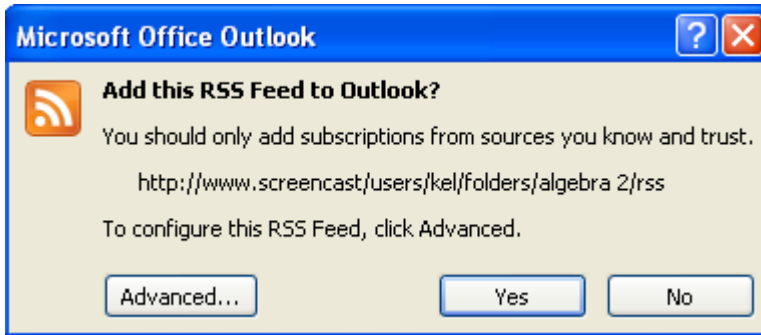 Microsoft Office Outlook
Add this RSS Feed to Outlook?
You should only add subscriptions from sources you know and trust.
http://www.screencast/users/kel/folders/algebra 2/rss
To configure this RSS Feed, click Advanced.
Advanced... Yes No